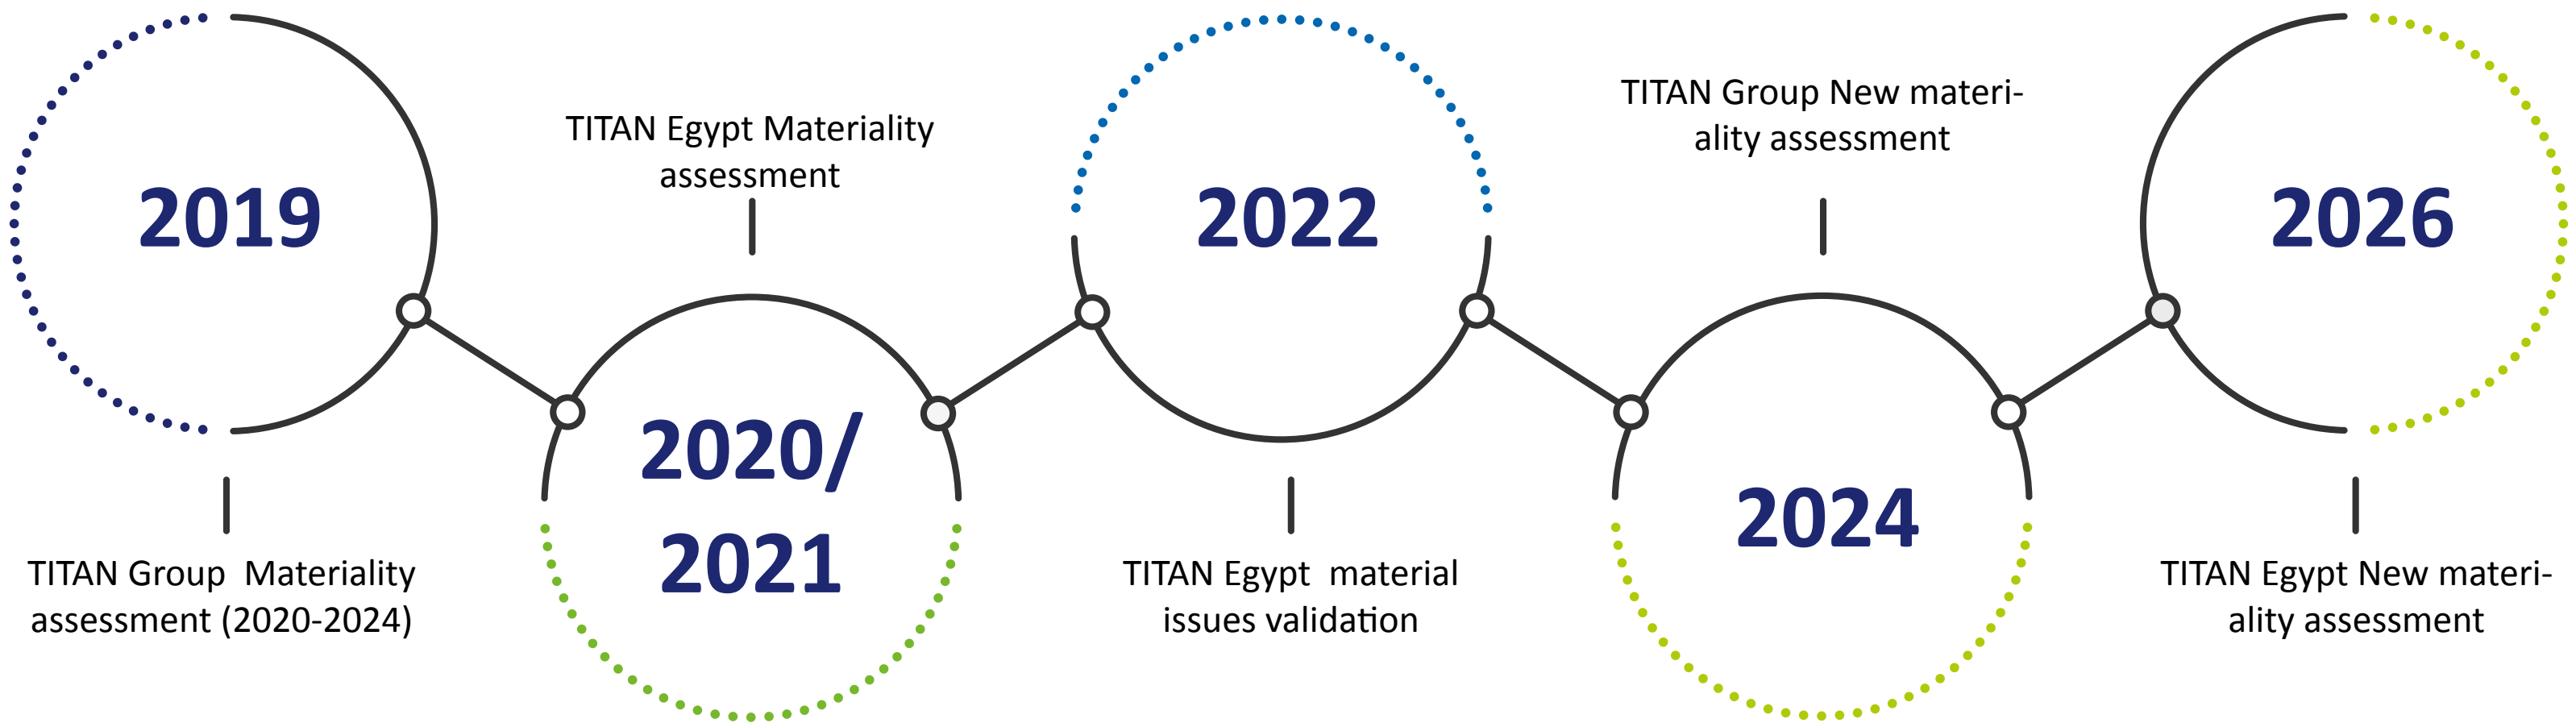 2019
TITAN Group  Materiality
assessment (2020-2024)
TITAN Egypt Materiality
assessment
2020/
2021
2022
TITAN Egypt  material
issues validation
TITAN Group New materi-
ality assessment
2024
2026
TITAN Egypt New materi-
ality assessment